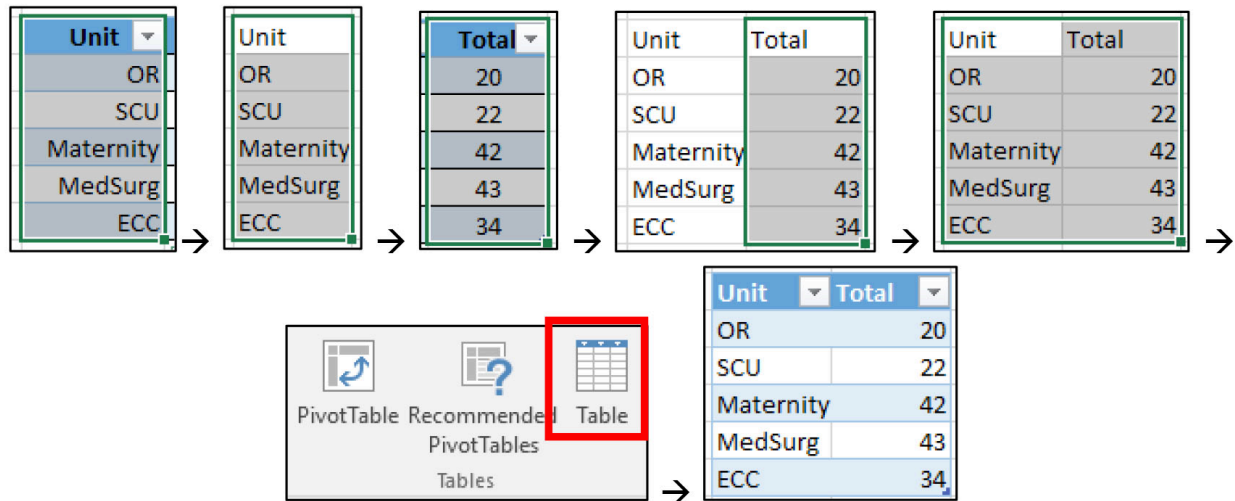 Unit
OR
SCU
Maternity
MedSurg
ECC
→
Unit
OR
SCU
Maternity
MedSurg
ECC
→
Total
20
22
42
43
34
→
Unit Total
OR 20
SCU 22
Maternity 42
MedSurg 43
ECC 34
→
Unit Total
OR 20
SCU 22
Maternity 42
MedSurg 43
ECC 34
→
PivotTable Recommended Table
PivotTables
Tables
→
Unit Total
OR 20
SCU 22
Maternity 42
MedSurg 43
ECC 34